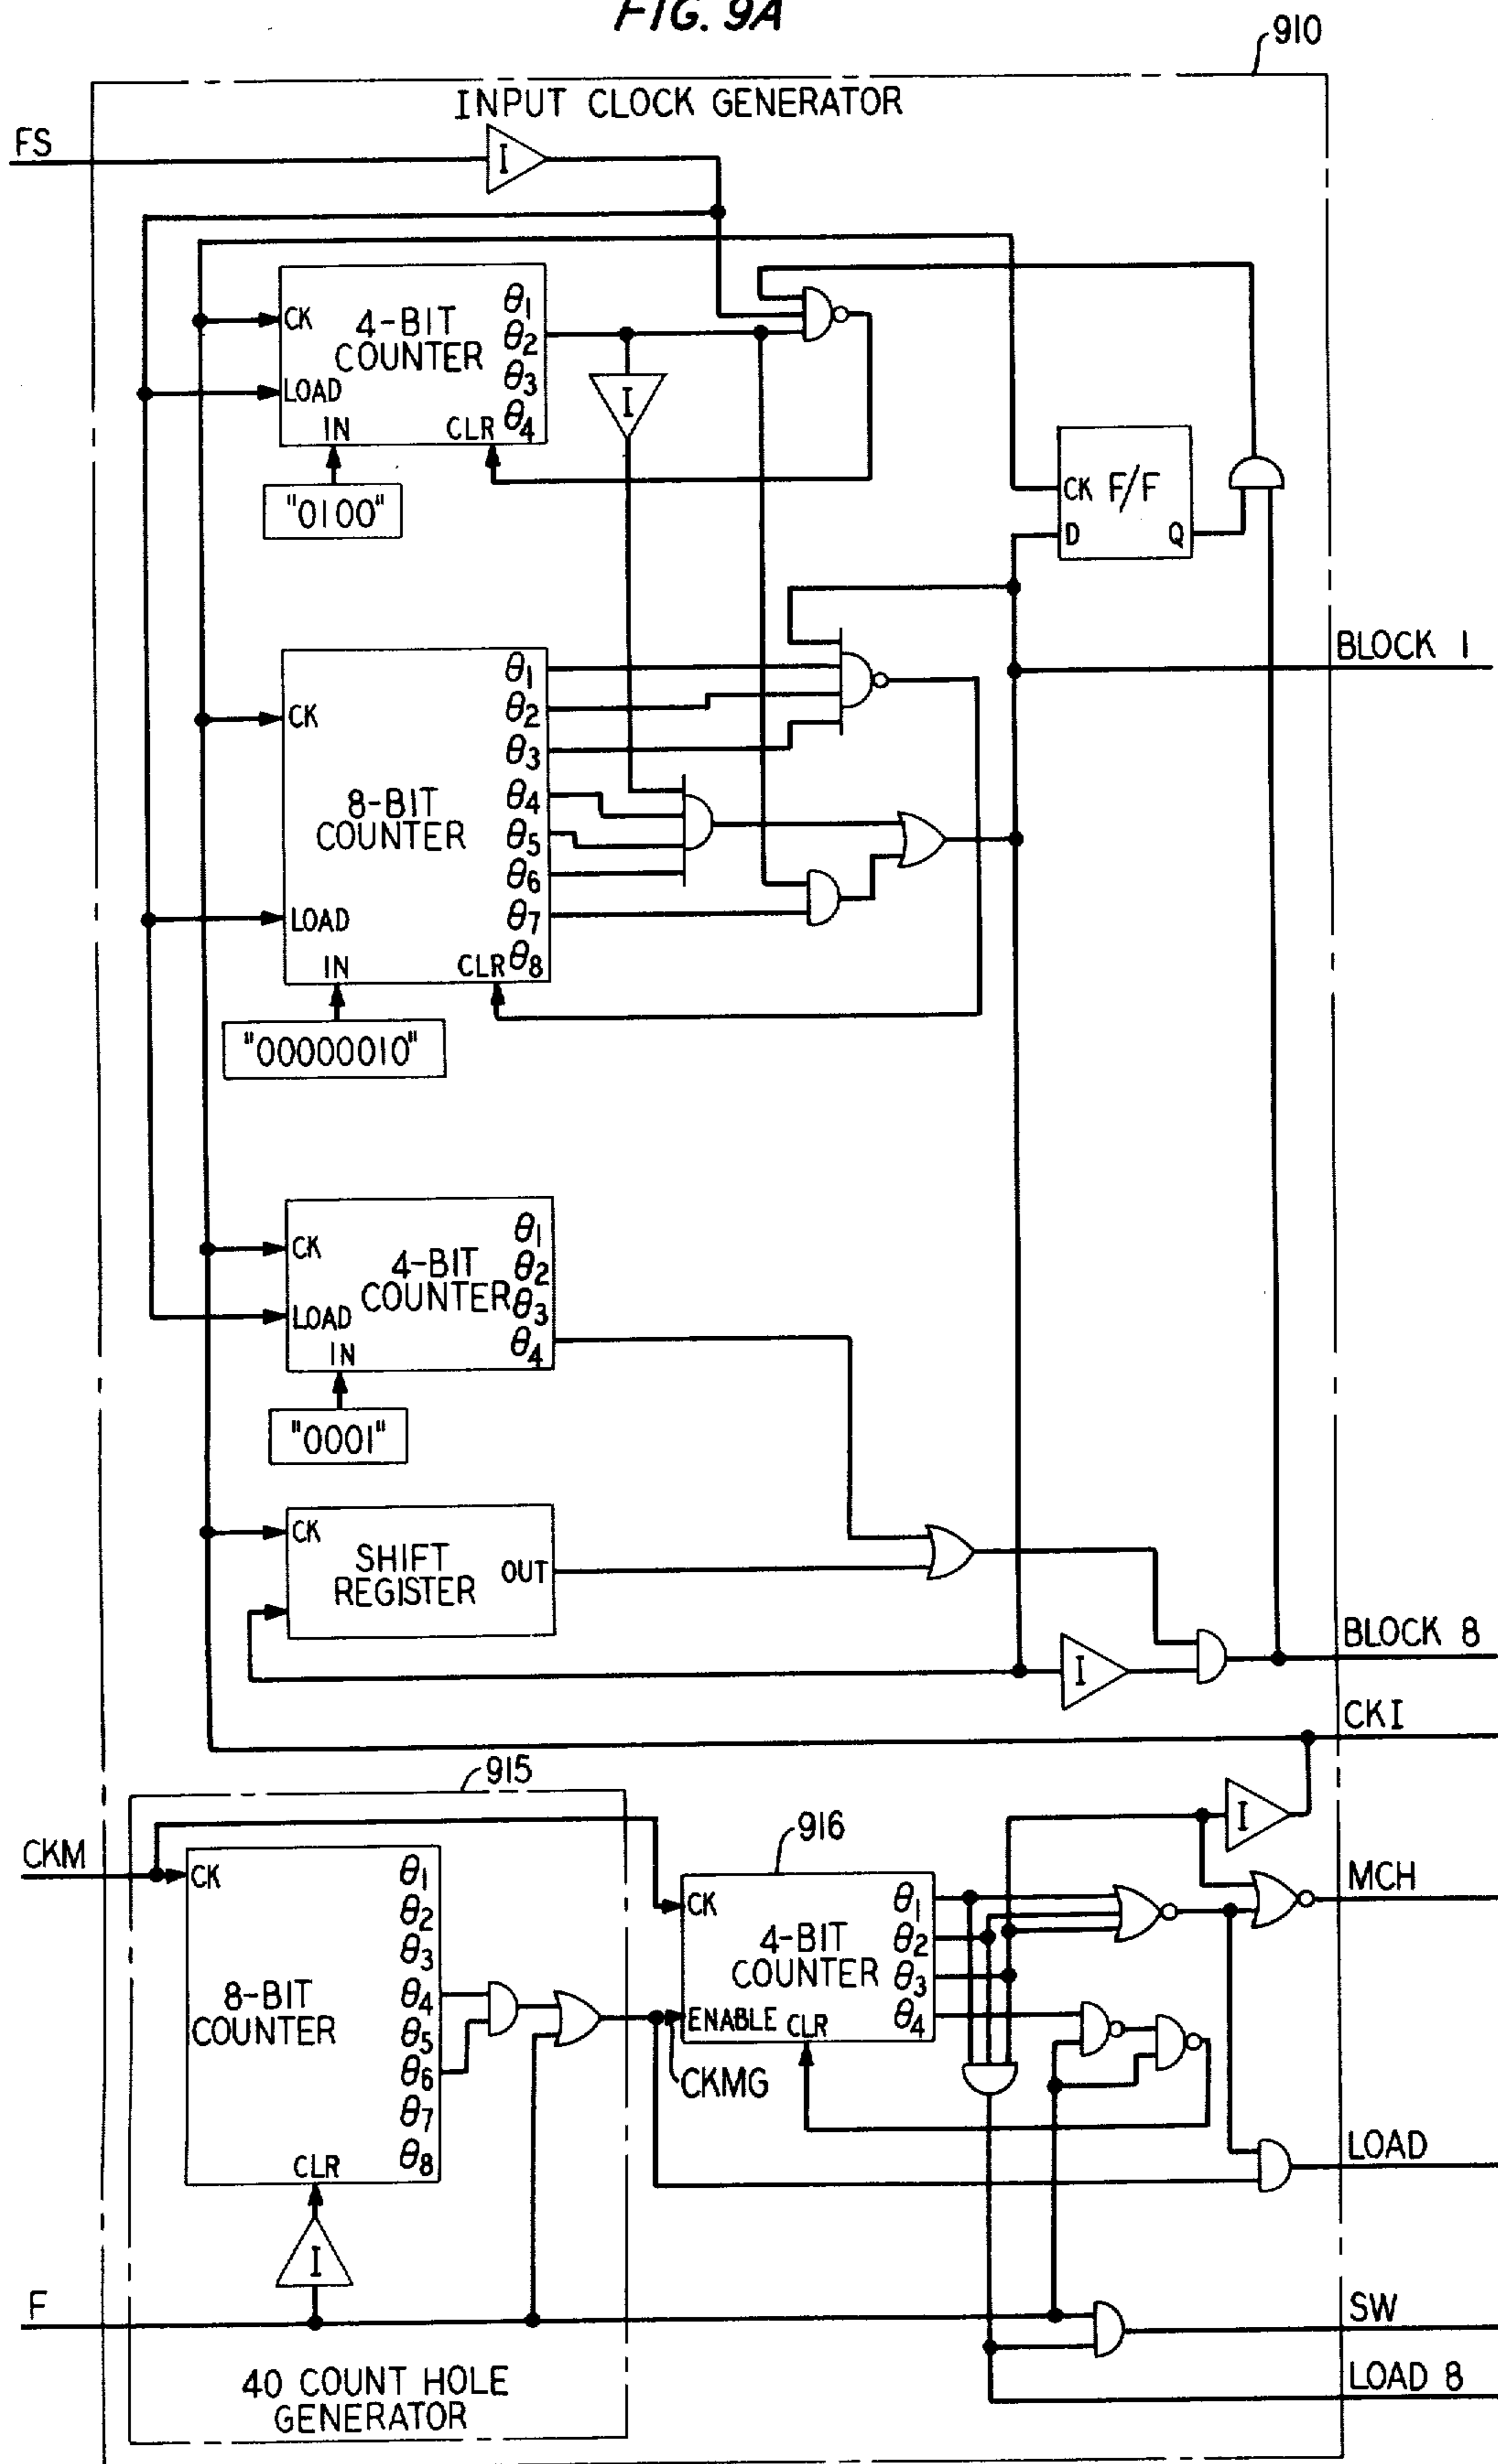 FIG. 9A
910
INPUT CLOCK GENERATOR
FS
I
CK
4-BIT
COUNTER
LOAD
IN
CLR
θ1
θ2
θ3
θ4
"0100"
I
CK F/F
D
Q
BLOCK 1
CK
8-BIT
COUNTER
LOAD
IN
CLR
θ1
θ2
θ3
θ4
θ5
θ6
θ7
θ8
"00000010"
CK
4-BIT
COUNTER
LOAD
IN
θ1
θ2
θ3
θ4
"0001"
CK
SHIFT
REGISTER
OUT
I
BLOCK 8
CKI
915
CKM
CK
8-BIT
COUNTER
CLR
θ1
θ2
θ3
θ4
θ5
θ6
θ7
θ8
I
F
40 COUNT HOLE
GENERATOR
916
CK
4-BIT
COUNTER
ENABLE
CLR
θ1
θ2
θ3
θ4
CKMG
I
MCH
LOAD
SW
LOAD 8